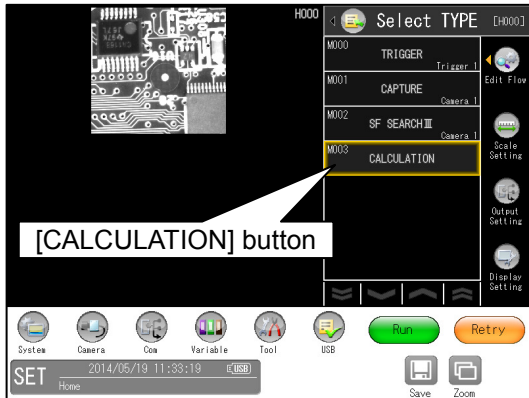 H000
Select TYPE
[H000]
M000
TRIGGER
Trigger 1
M001
CAPTURE
Camera 1
M002
SF SEARCHⅢ
Camera 1
M003
CALCULATION
Edit Flow
Scale
Setting
Output
Setting
Display
Setting
[CALCULATION] button
System
Camera
Com
Variable
Tool
USB
Run
Retry
SET
2014/05/19 11:33:19
USB
Home
Save
Zoom